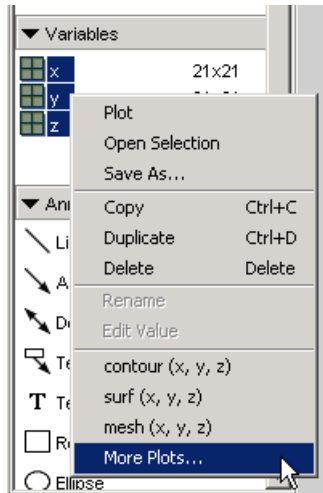 Variables
x 21x21
y
z
Plot
Open Selection
Save As...
Copy Ctrl+C
Duplicate Ctrl+D
Delete Delete
Rename
Edit Value
contour (x, y, z)
surf (x, y, z)
mesh (x, y, z)
More Plots...
T
Ellipse